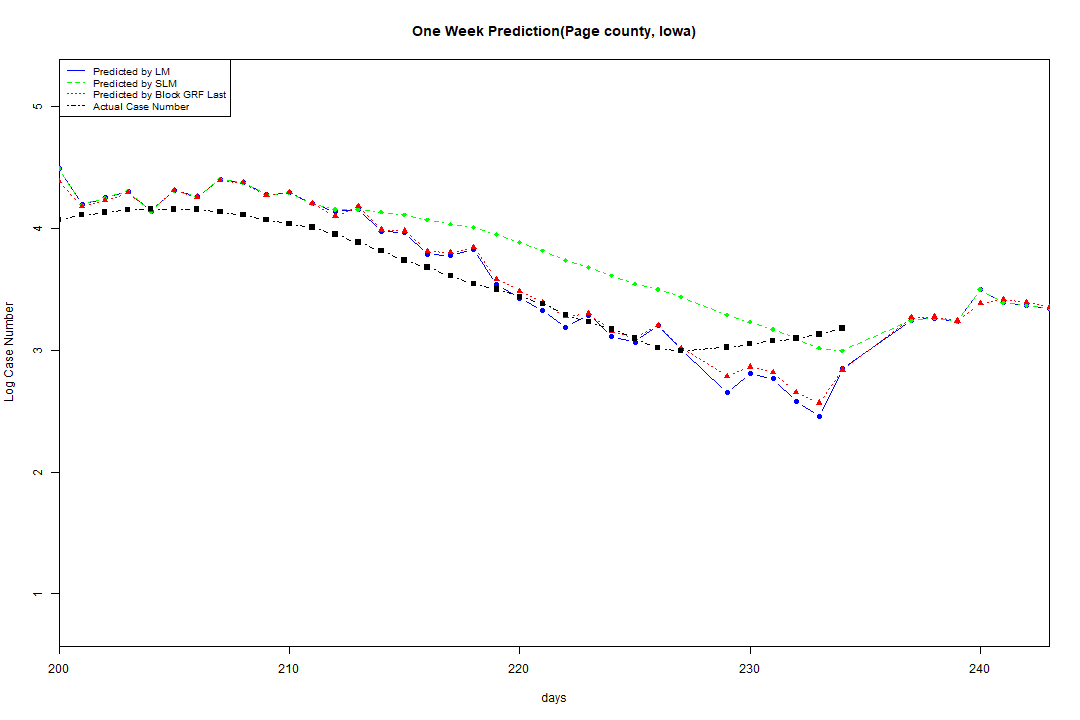 One Week Prediction(Page county, Iowa)
Predicted by LM
Predicted by SLM
Predicted by Block GRF Last
Actual Case Number
5
4
3
2
1
Log Case Number
200 210 220 230 240
days